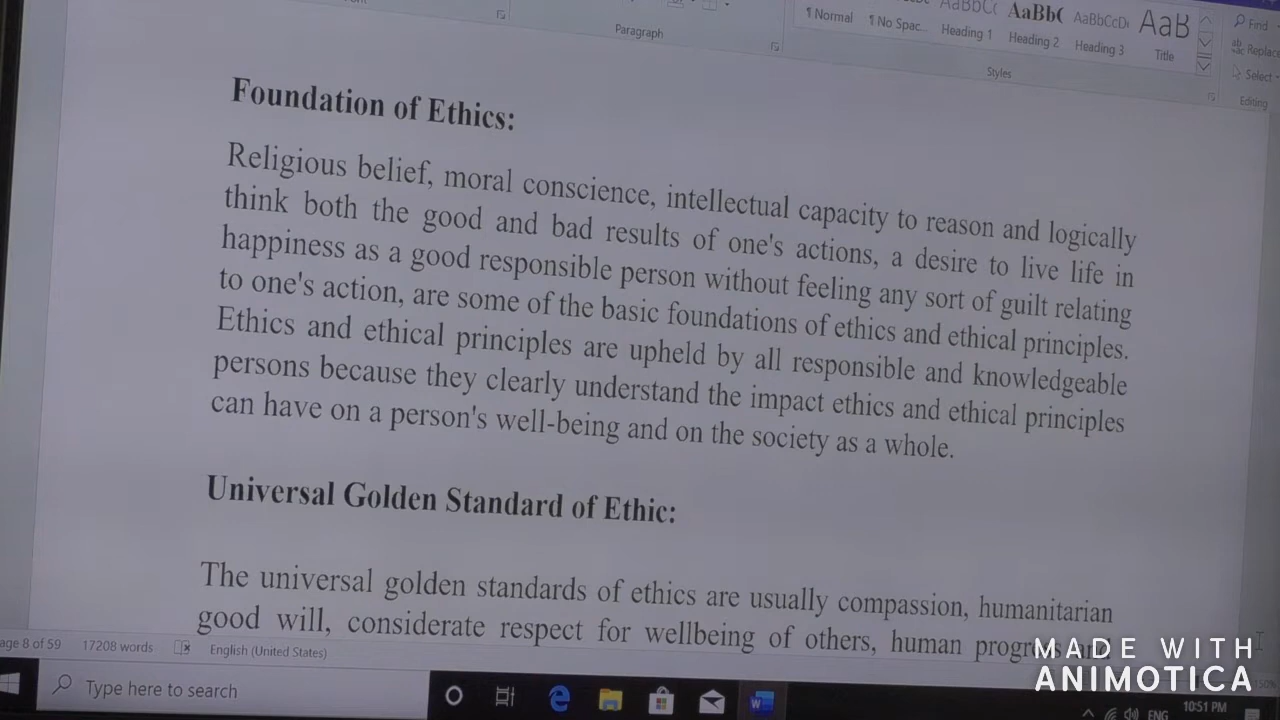 Paragraph
¶ Normal
¶ No Spac...
Heading 1
AaBb(
Heading 2
AaBbCcD
Heading 3
AaB
Title
Styles
Find
Replace
Select
Editing
Foundation of Ethics:
Religious belief, moral conscience, intellectual capacity to reason and logically
think both the good and bad results of one's actions, a desire to live life in
happiness as a good responsible person without feeling any sort of guilt relating
to one's action, are some of the basic foundations of ethics and ethical principles.
Ethics and ethical principles are upheld by all responsible and knowledgeable
persons because they clearly understand the impact ethics and ethical principles
can have on a person's well-being and on the society as a whole.
Universal Golden Standard of Ethic:
The universal golden standards of ethics are usually compassion, humanitarian
good will, considerate respect for wellbeing of others, human
age 8 of 59 17208 words English (United States)
MADE WITH
ANIMOTICA
Type here to search
ENG 10:51 PM